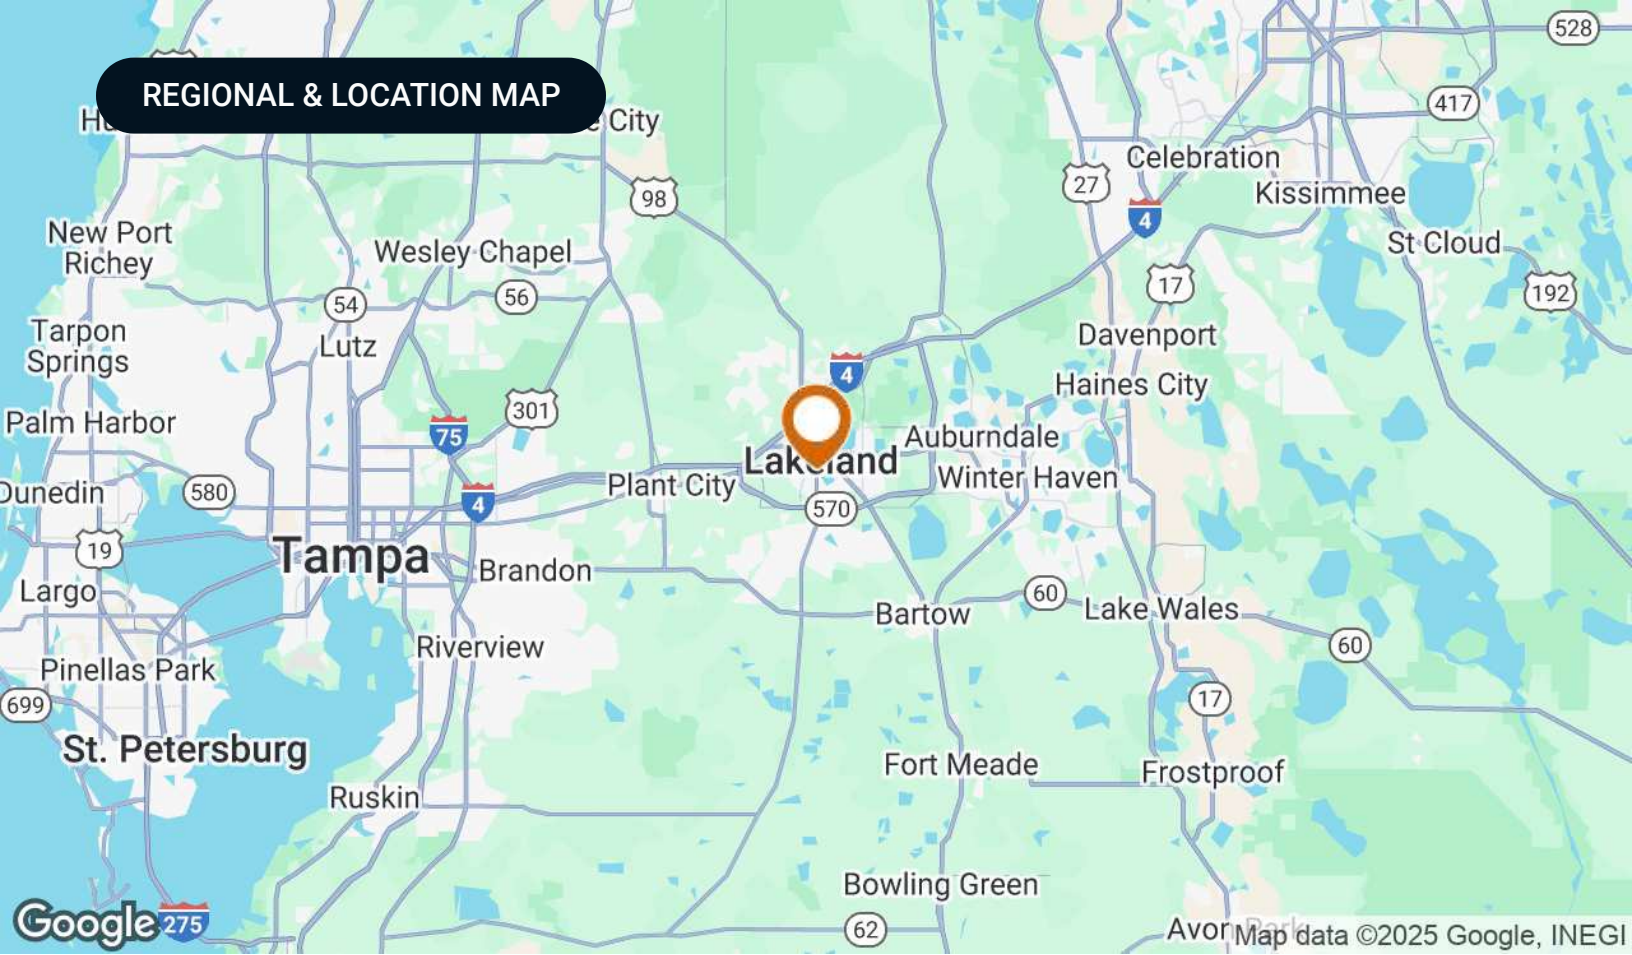 REGIONAL & LOCATION MAP
528
417
City
98
Celebration
27
Kissimmee
4
New Port
Richey
Wesley Chapel
St Cloud
17
192
54
56
Tarpon
Springs
Lutz
Davenport
4
Haines City
301
Palm Harbor
75
Auburndale
Lakeland
Dunedin
580
Plant City
Winter Haven
4
570
19
Tampa
Brandon
Largo
60
Bartow
Lake Wales
60
Riverview
Pinellas Park
699
17
St. Petersburg
Fort Meade
Frostproof
Ruskin
Bowling Green
Google
275
62
Avon Park
Map data ©2025 Google, INEGI